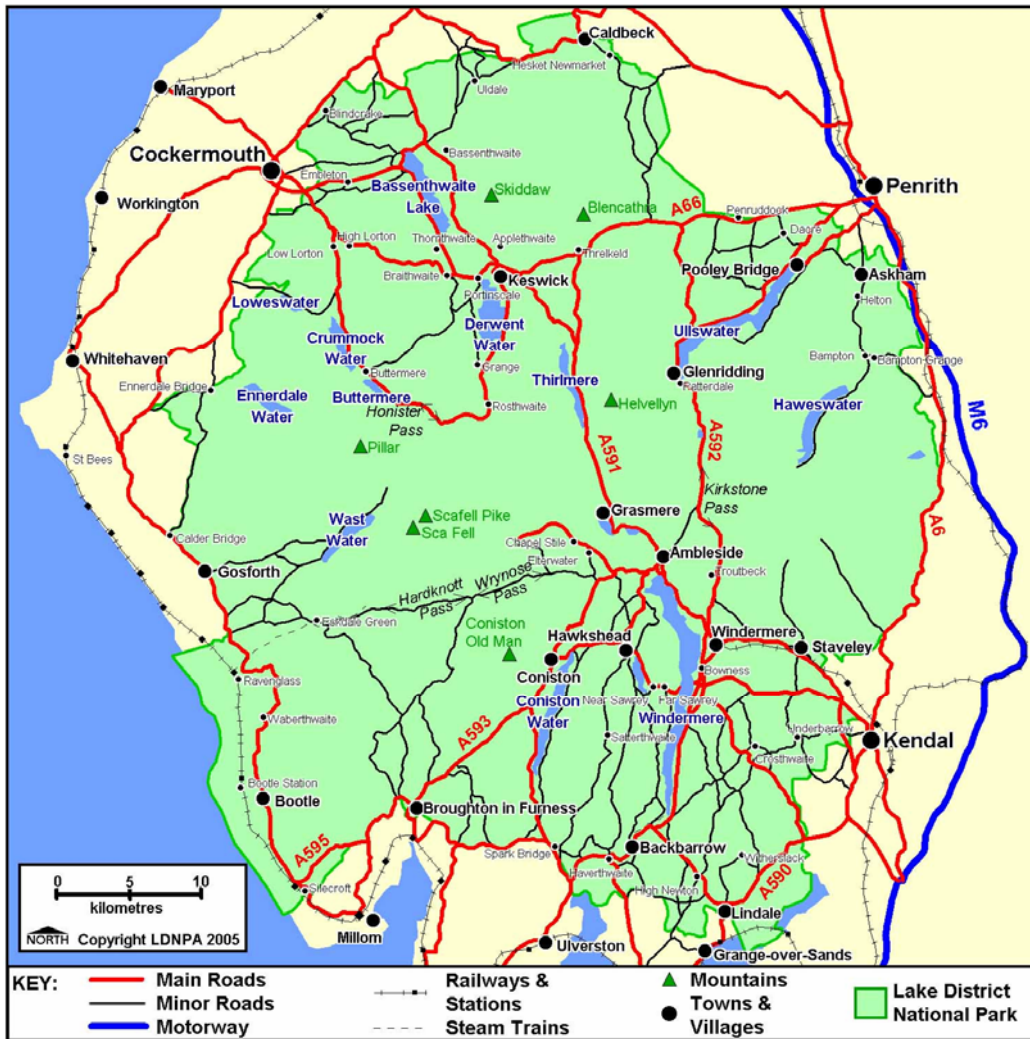 Caldbeck
Hesket Newmarket
Uldale
Maryport
Blindcrake
Cockermouth
Bassenthwaite
Embleton
Bassenthwaite
Lake
Skiddaw
Penrith
Workington
Blencathra
A66
Penruddock
Dacre
High Lorton
Low Lorton
Thornthwaite
Applethwaite
Threlkeld
Pooley Bridge
Askham
Braithwaite
Portinscale
Keswick
Helton
Loweswater
Derwent
Water
Crummock
Water
Ullswater
Whitehaven
Buttermere
Grange
Thirlmere
Glenridding
Patterdale
Bampton
Bampton Grange
Ennerdale Bridge
Ennerdale
Water
Buttermere
Rosthwaite
Helvellyn
Haweswater
M6
Honister
Pass
Pillar
St Bees
A591
A592
Kirkstone
Pass
Scafell Pike
Sca Fell
Wast
Water
Grasmere
A6
Calder Bridge
Chapel Stile
Elterwater
Ambleside
Gosforth
Troutbeck
Hardknott
Pass
Wrynose
Pass
Eskdale Green
Coniston
Old Man
Hawkshead
Windermere
Staveley
Coniston
Bowness
Ravenglass
Coniston
Water
Near Sawrey
Far Sawrey
Windermere
Waberthwaite
A593
Satterthwaite
Underbarrow
Kendal
Crosthwaite
Bootle Station
Bootle
Broughton in Furness
A595
Spark Bridge
Backbarrow
Haverthwaite
Witherslack
High Newton
A590
Silecroft
Lindale
Millom
Ulverston
Grange-over-Sands
0 5 10
kilometres
NORTH Copyright LDNPA 2005
KEY:
Main Roads
Minor Roads
Motorway
Railways &
Stations
Steam Trains
Mountains
Towns &
Villages
Lake District
National Park